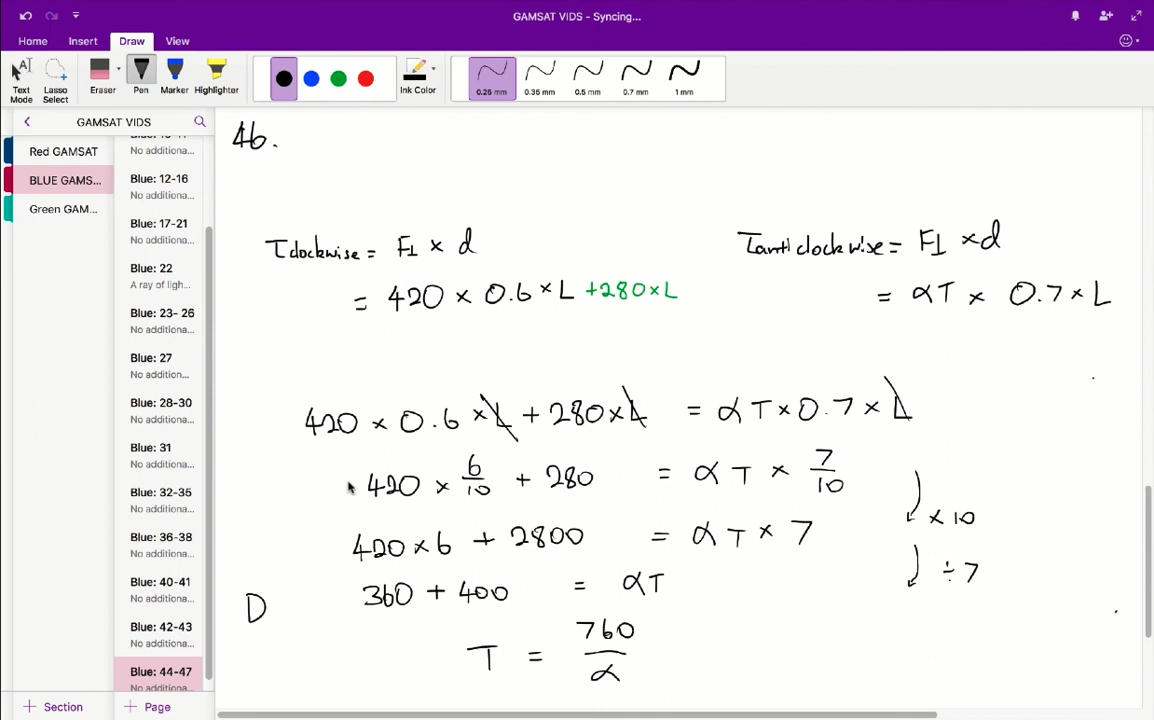 GAMSAT VIDS - Syncing...
Home Insert Draw View
Text Mode
Lasso Select
Eraser
Pen
Marker
Highlighter
Ink Color
0.25 mm
0.35 mm
0.5 mm
0.7 mm
1 mm
GAMSAT VIDS
Red GAMSAT
BLUE GAMS...
Green GAM...
No additiona...
Blue: 12-16
No additiona...
Blue: 17-21
No additiona...
Blue: 22
A ray of ligh...
Blue: 23- 26
No additiona...
Blue: 27
No addition...
Blue: 28-30
No additiona...
Blue: 31
No additiona...
Blue: 32-35
No additiona...
Blue: 36-38
No additiona...
Blue: 40-41
No additiona...
Blue: 42-43
No additiona...
Blue: 44-47
No additiona...
+ Section
+ Page
46.
τclockwise = F⊥ × d
= 420 × 0.6 × L +280×L
τanticlockwise = F⊥ × d
= αT × 0.7 × L
420 × 0.6 × L + 280 × L = αT × 0.7 × L
420 × 6/10 + 280 = αT × 7/10
× 10
420 × 6 + 2800 = αT × 7
÷ 7
360 + 400 = αT
D
T = 760/α